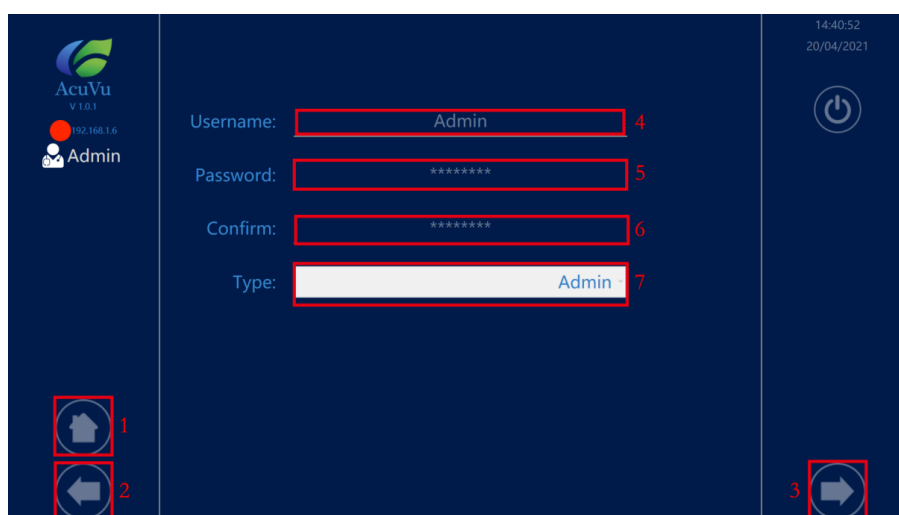 14:40:52
20/04/2021
AcuVu
V 1.0.1
192.168.1.6
Admin
Username: Admin 4
Password: ******** 5
Confirm: ******** 6
Type: Admin 7
1
2
3